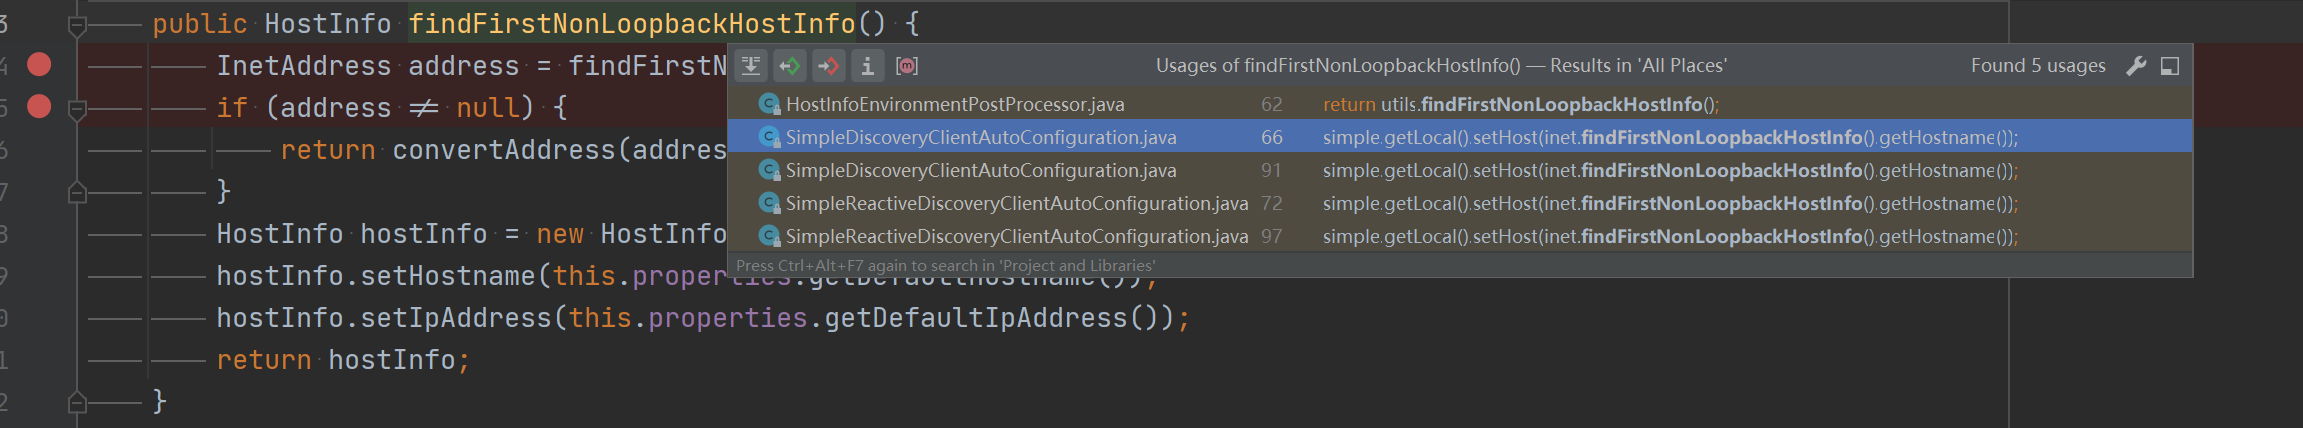 3 public HostInfo findFirstNonLoopbackHostInfo() {
4 InetAddress address = findFirstN
Usages of findFirstNonLoopbackHostInfo() — Results in 'All Places' Found 5 usages
5 if (address ≠ null) {
HostInfoEnvironmentPostProcessor.java 62 return utils.findFirstNonLoopbackHostInfo();
SimpleDiscoveryClientAutoConfiguration.java 66 simple.getLocal().setHost(inet.findFirstNonLoopbackHostInfo().getHostname());
6 return convertAddress(addres
SimpleDiscoveryClientAutoConfiguration.java 91 simple.getLocal().setHost(inet.findFirstNonLoopbackHostInfo().getHostname());
7 }
SimpleReactiveDiscoveryClientAutoConfiguration.java 72 simple.getLocal().setHost(inet.findFirstNonLoopbackHostInfo().getHostname());
8 HostInfo hostInfo = new HostInfo
SimpleReactiveDiscoveryClientAutoConfiguration.java 97 simple.getLocal().setHost(inet.findFirstNonLoopbackHostInfo().getHostname());
Press Ctrl+Alt+F7 again to search in 'Project and Libraries'
9 hostInfo.setHostname(this.properties.getDefaultHostname());
0 hostInfo.setIpAddress(this.properties.getDefaultIpAddress());
1 return hostInfo;
2 }